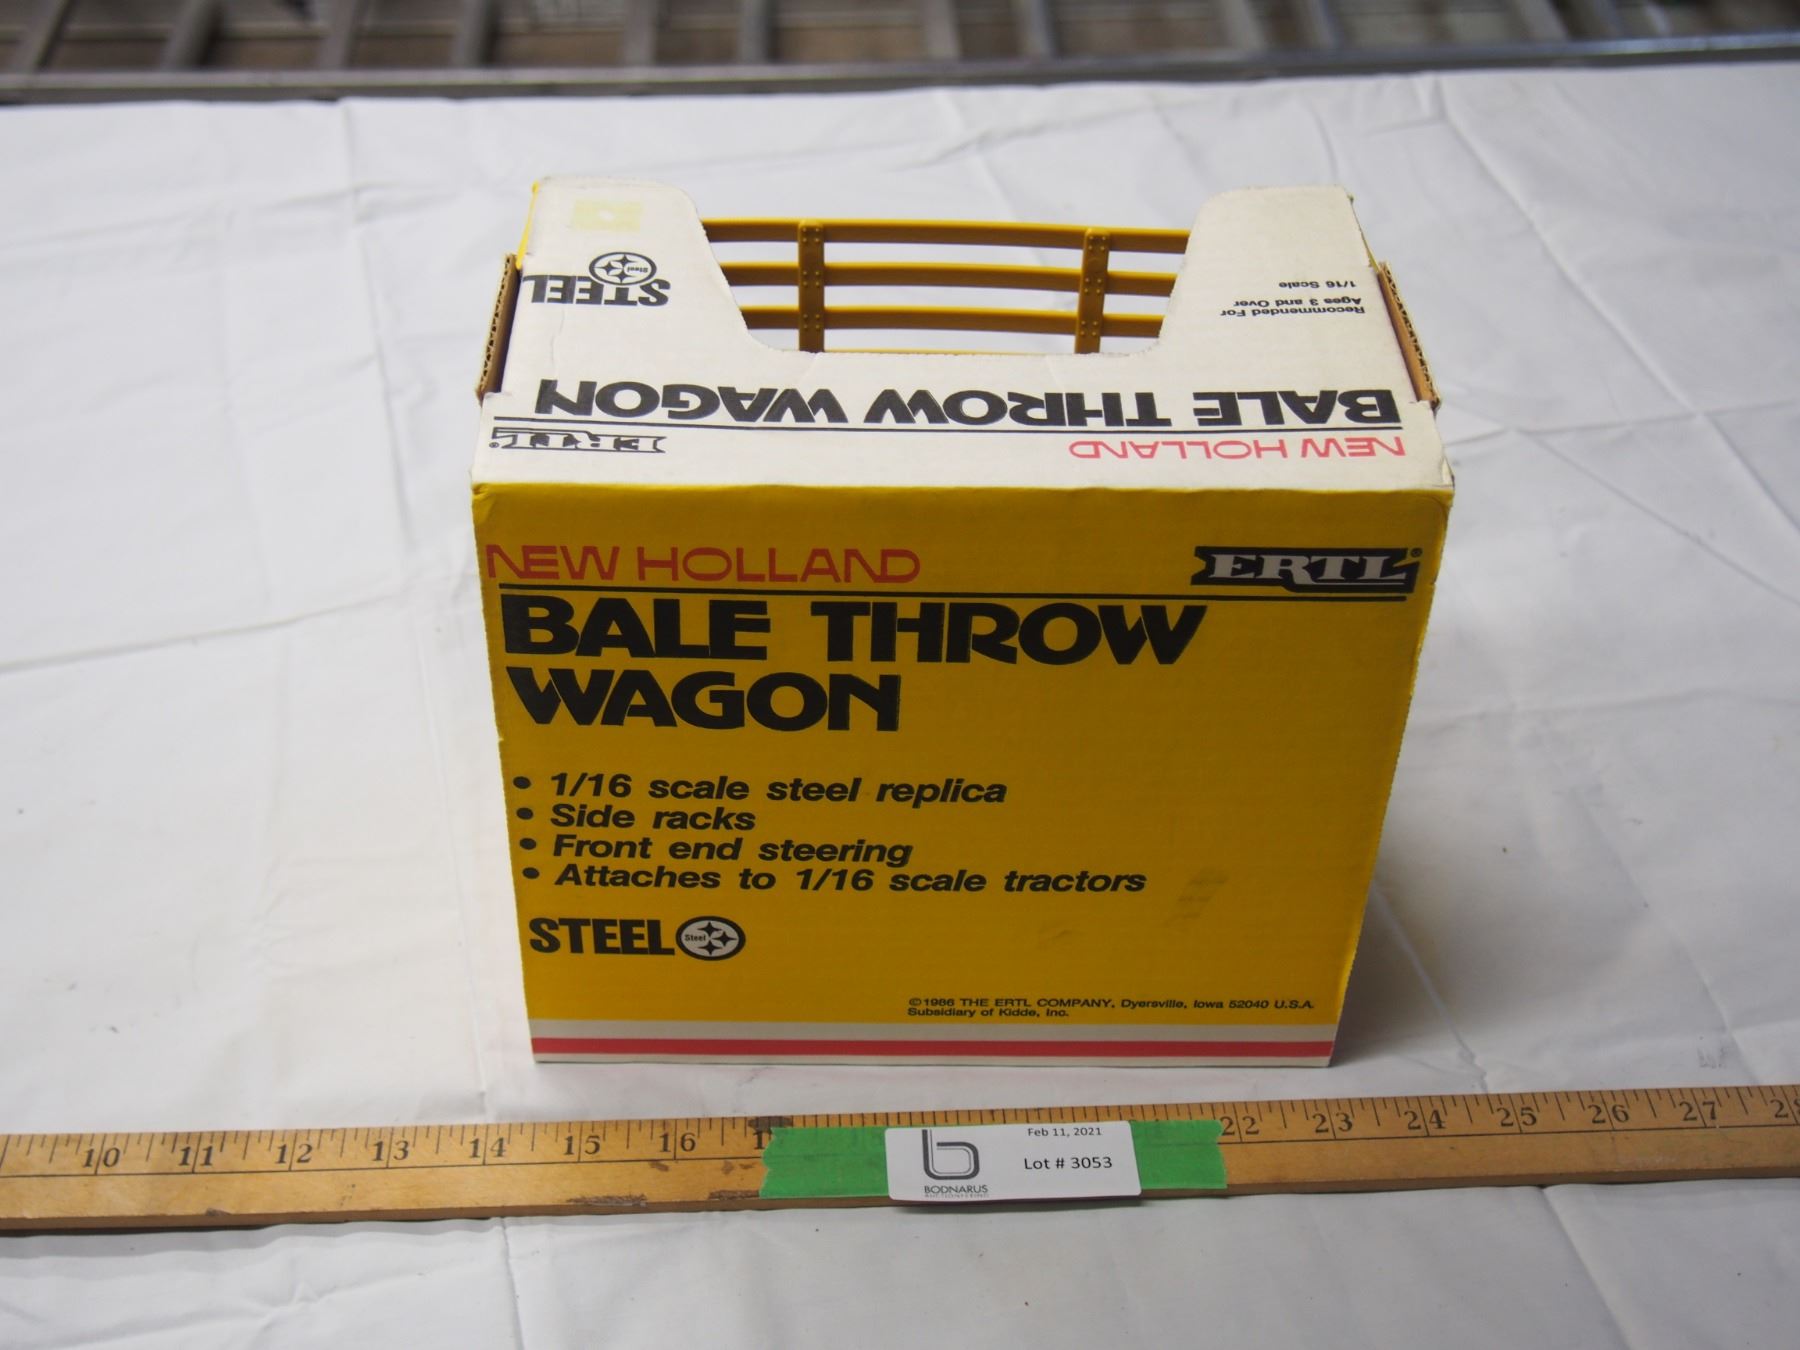 STEEL Steel
1/16 Scale
Recommended For
Ages 3 and Over
BALE THROW WAGON
NEW HOLLAND
ERTL®
NEW HOLLAND
ERTL®
BALE THROW
WAGON
• 1/16 scale steel replica
• Side racks
• Front end steering
• Attaches to 1/16 scale tractors
STEEL Steel
©1986 THE ERTL COMPANY, Dyersville, Iowa 52040 U.S.A.
Subsidiary of Kidde, Inc.
10 11 12 13 14 15 16 22 23 24 25 26 27
Feb 11, 2021
Lot # 3053
BODNARUS
AUCTIONEERING